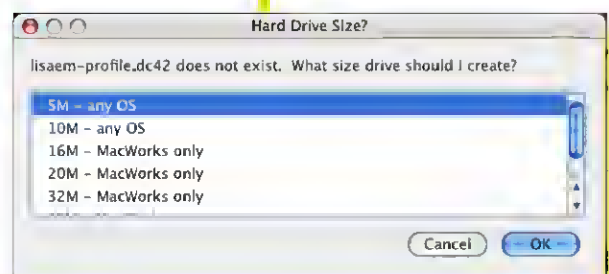 Hard Drive Size?
lisaem-profile.dc42 does not exist. What size drive should I create?
5M – any OS
10M – any OS
16M – MacWorks only
20M – MacWorks only
32M – MacWorks only
Cancel
OK